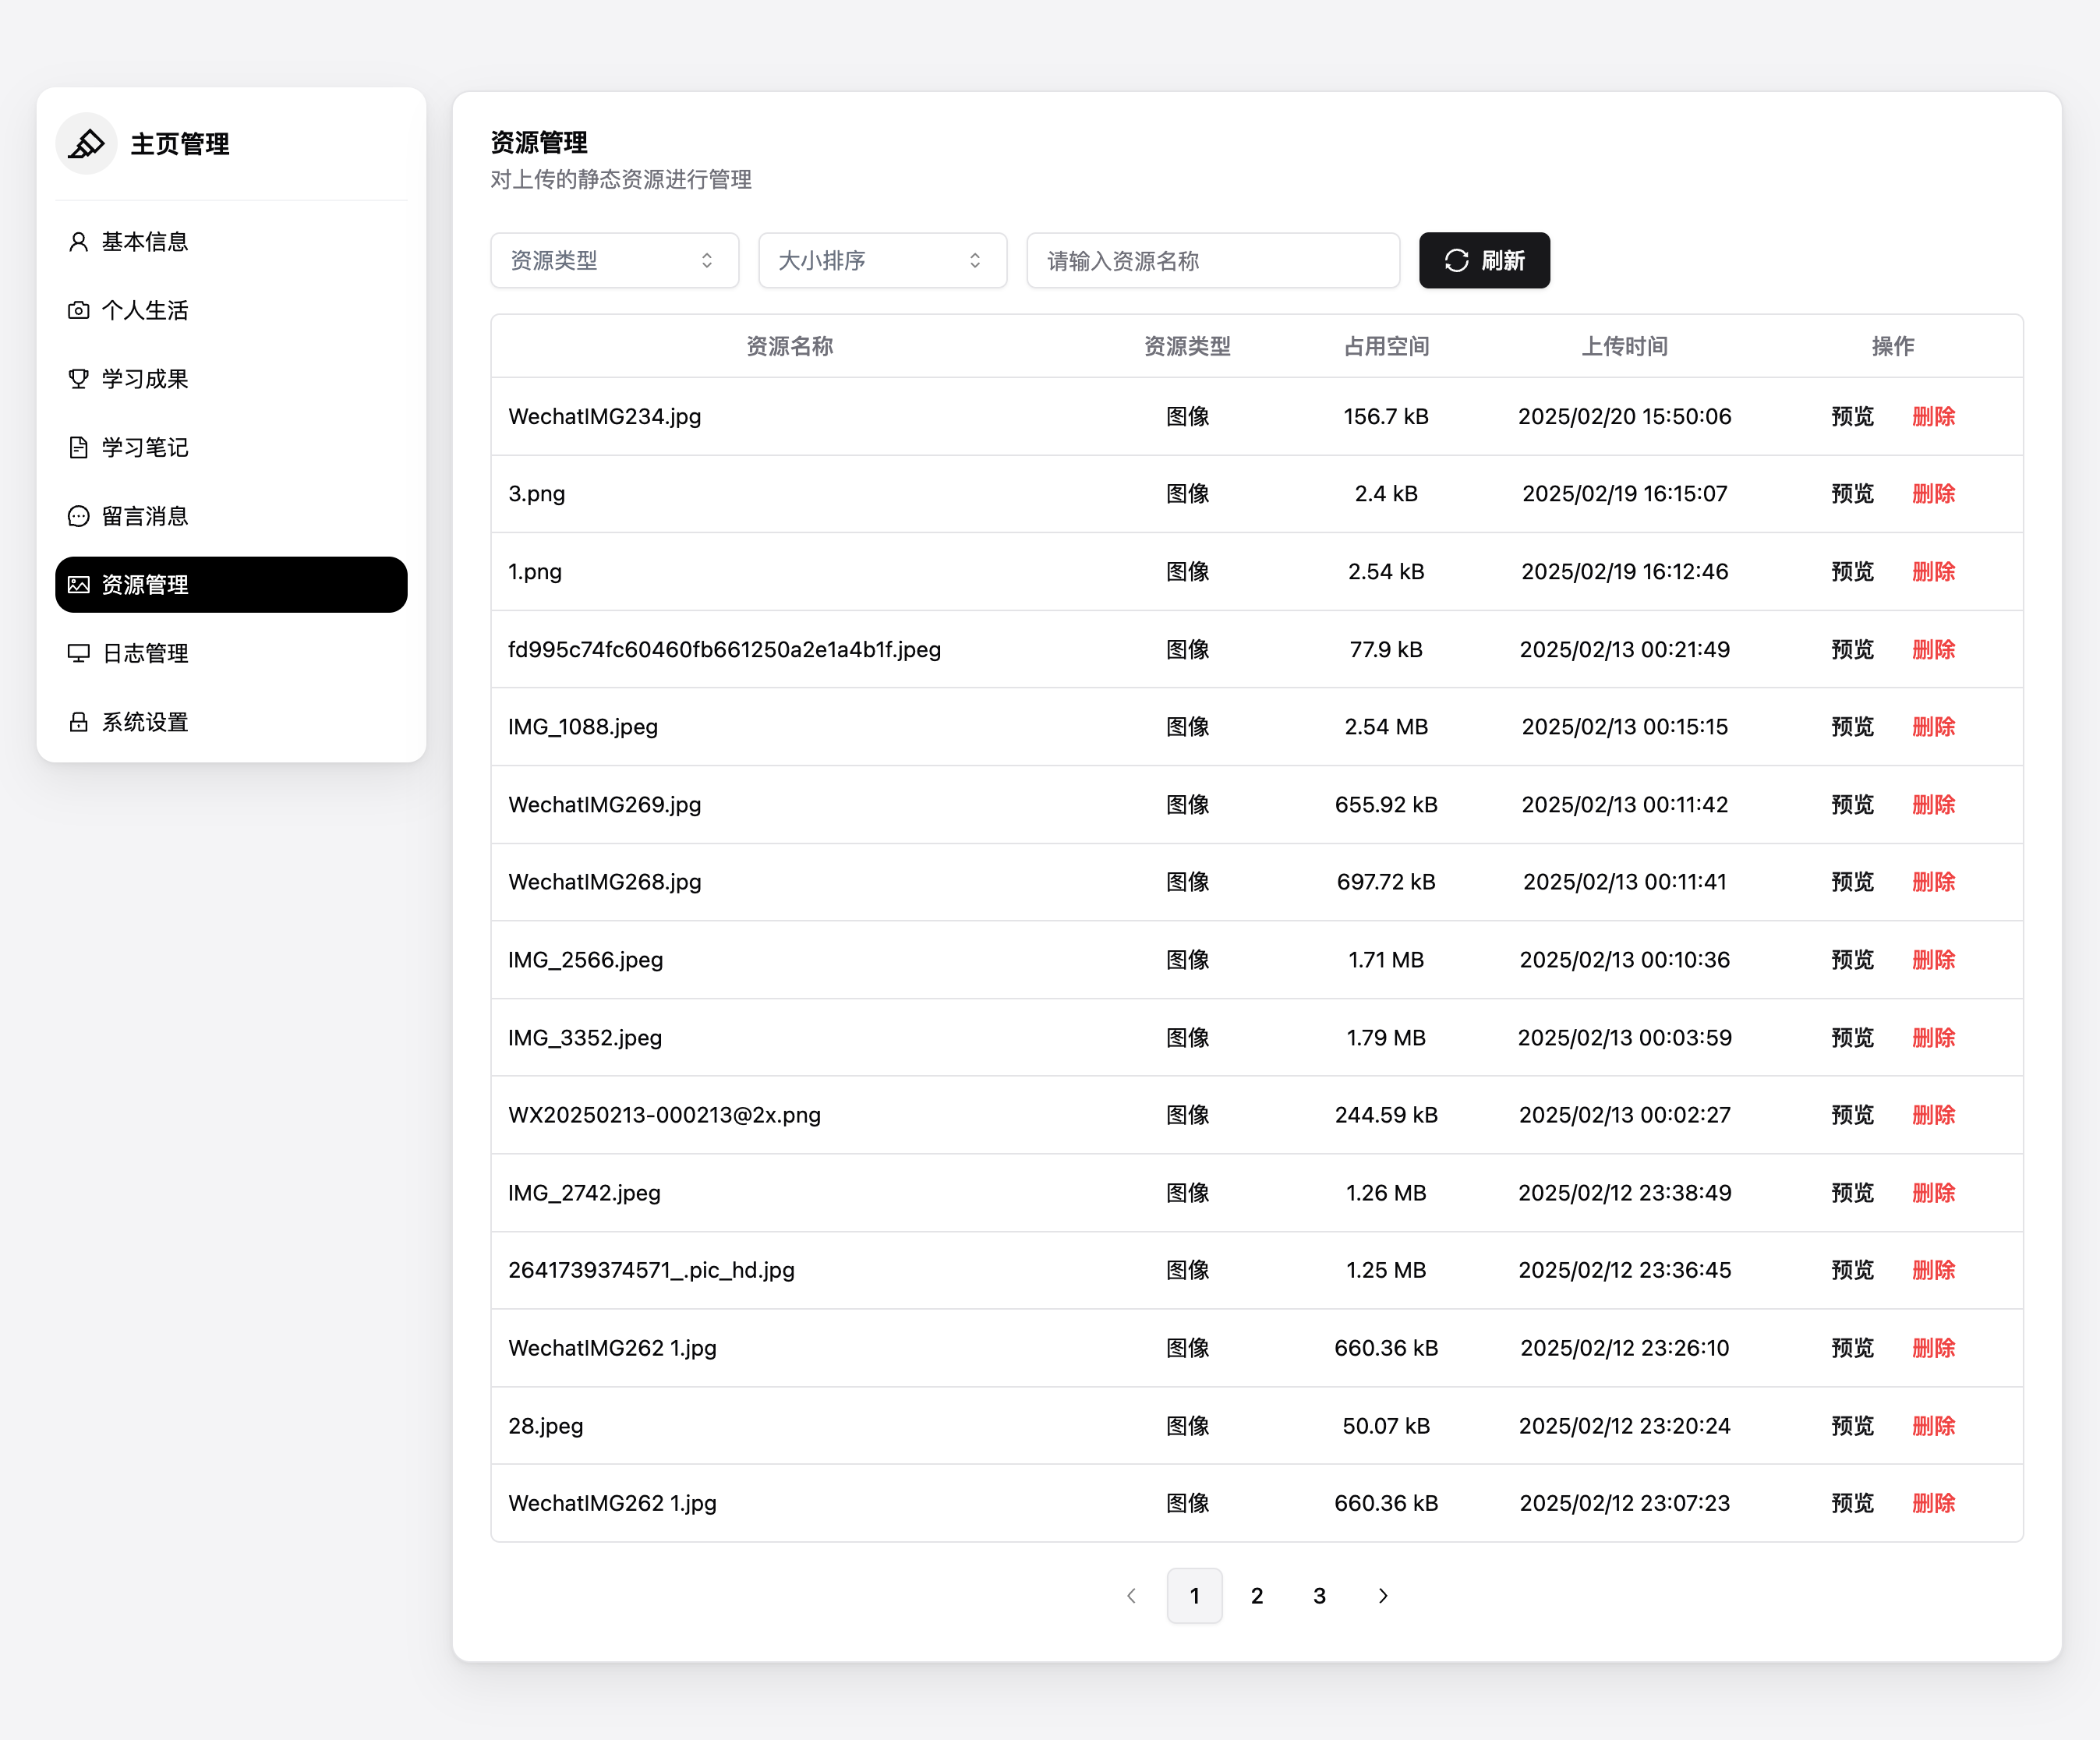 主页管理
基本信息
个人生活
学习成果
学习笔记
留言消息
资源管理
日志管理
系统设置
资源管理
对上传的静态资源进行管理
资源类型 大小排序 请输入资源名称 刷新
资源名称 资源类型 占用空间 上传时间 操作
WechatIMG234.jpg 图像 156.7 kB 2025/02/20 15:50:06 预览 删除
3.png 图像 2.4 kB 2025/02/19 16:15:07 预览 删除
1.png 图像 2.54 kB 2025/02/19 16:12:46 预览 删除
fd995c74fc60460fb661250a2e1a4b1f.jpeg 图像 77.9 kB 2025/02/13 00:21:49 预览 删除
IMG_1088.jpeg 图像 2.54 MB 2025/02/13 00:15:15 预览 删除
WechatIMG269.jpg 图像 655.92 kB 2025/02/13 00:11:42 预览 删除
WechatIMG268.jpg 图像 697.72 kB 2025/02/13 00:11:41 预览 删除
IMG_2566.jpeg 图像 1.71 MB 2025/02/13 00:10:36 预览 删除
IMG_3352.jpeg 图像 1.79 MB 2025/02/13 00:03:59 预览 删除
WX20250213-000213@2x.png 图像 244.59 kB 2025/02/13 00:02:27 预览 删除
IMG_2742.jpeg 图像 1.26 MB 2025/02/12 23:38:49 预览 删除
2641739374571_.pic_hd.jpg 图像 1.25 MB 2025/02/12 23:36:45 预览 删除
WechatIMG262 1.jpg 图像 660.36 kB 2025/02/12 23:26:10 预览 删除
28.jpeg 图像 50.07 kB 2025/02/12 23:20:24 预览 删除
WechatIMG262 1.jpg 图像 660.36 kB 2025/02/12 23:07:23 预览 删除
1 2 3